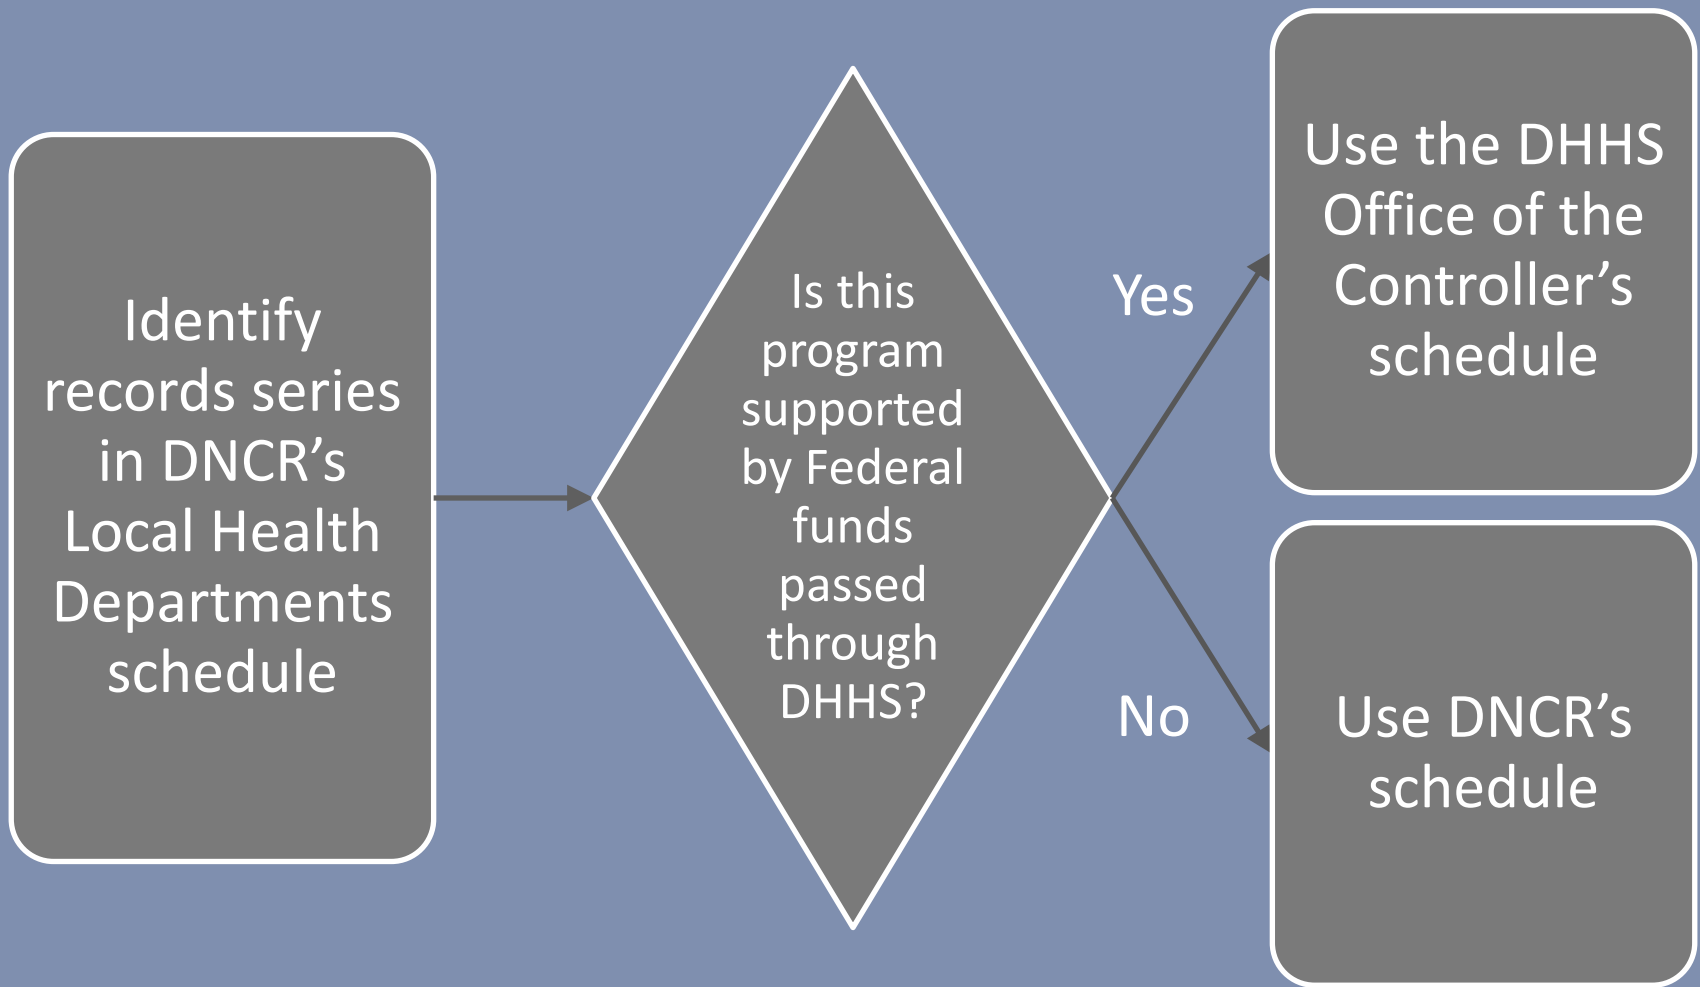 Identify
records series
in DNCR’s
Local Health
Departments
schedule
Is this
program
supported
by Federal
funds
passed
through
DHHS?
Yes
No
Use the DHHS
Office of the
Controller’s
schedule
Use DNCR’s
schedule